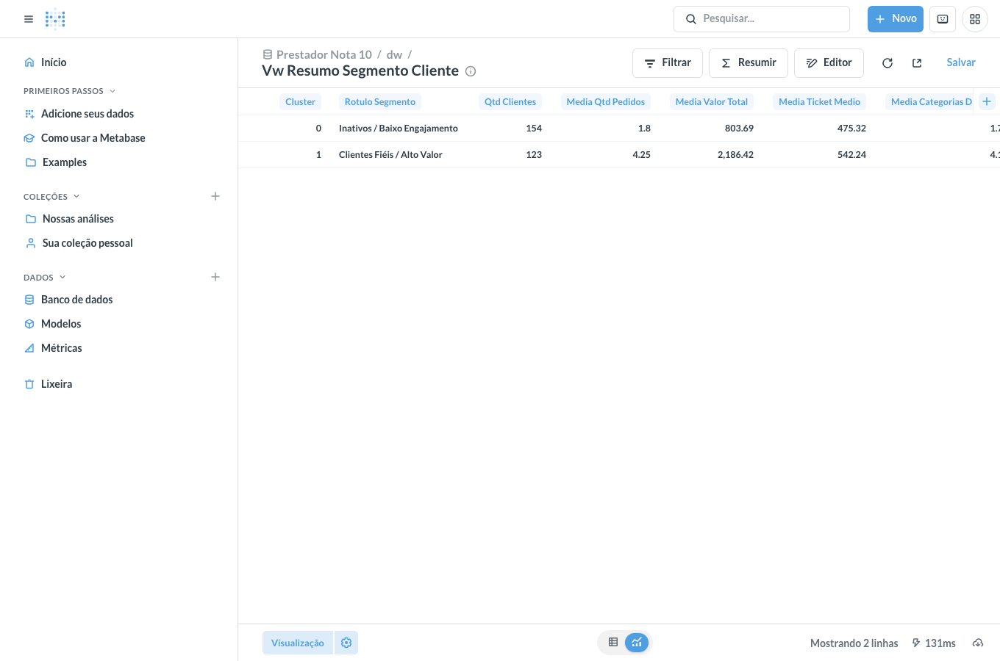 Pesquisar...
Novo
Início
PRIMEIROS PASSOS
Adicione seus dados
Como usar a Metabase
Examples
COLEÇÕES
Nossas análises
Sua coleção pessoal
DADOS
Banco de dados
Modelos
Métricas
Lixeira
Prestador Nota 10 / dw /
Vw Resumo Segmento Cliente
Filtrar
Resumir
Editor
Salvar
Cluster Rotulo Segmento Qtd Clientes Media Qtd Pedidos Media Valor Total Media Ticket Medio Media Categorias D
0 Inativos / Baixo Engajamento 154 1.8 803.69 475.32 1.7
1 Clientes Fiéis / Alto Valor 123 4.25 2,186.42 542.24 4.1
Visualização
Mostrando 2 linhas 131ms